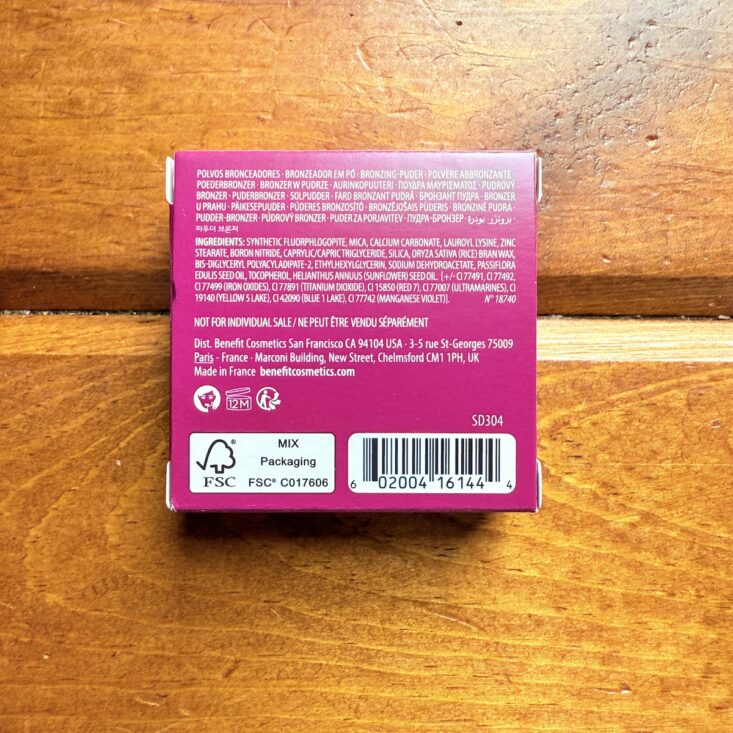 POLVOS BRONCEADORES · BRONZEADOR EM PÓ · BRONZING-PUDER · POLVERE ABBRONZANTE ·
POEDERBRONZER · BRONZER W PUDRZE · AURINKOPUUTERI · ΠΟΥΔΡΑ ΜΑΥΡΙΣΜΑΤΟΣ · PUDROVÝ
BRONZER · PUDERBRONZER · SOLPUDDER · FARD BRONZANT PUDRĂ · БРОНЗАНТ ПУДРА · BRONZER
U PRAHU · PÄIKESEPUUDER · PÚDERES BRONZOSÍTÓ · BRONZĒJOŠAIS PŪDERIS · BRONZINĖ PUDRA ·
PUDDER-BRONZER · PÚDROVÝ BRONZER · PUDER ZA PORJAVITEV · ПУДРА-БРОНЗЕР · برونزر بودرة ·
파우더 브론저
INGREDIENTS: SYNTHETIC FLUORPHLOGOPITE, MICA, CALCIUM CARBONATE, LAUROYL LYSINE, ZINC
STEARATE, BORON NITRIDE, CAPRYLIC/CAPRIC TRIGLYCERIDE, SILICA, ORYZA SATIVA (RICE) BRAN WAX,
BIS-DIGLYCERYL POLYACYLADIPATE-2, ETHYLHEXYLGLYCERIN, SODIUM DEHYDROACETATE, PASSIFLORA
EDULIS SEED OIL, TOCOPHEROL, HELIANTHUS ANNUUS (SUNFLOWER) SEED OIL. [+/– CI 77491, CI 77492,
CI 77499 (IRON OXIDES), CI 77891 (TITANIUM DIOXIDE), CI 15850 (RED 7), CI 77007 (ULTRAMARINES), CI
19140 (YELLOW 5 LAKE), CI 42090 (BLUE 1 LAKE), CI 77742 (MANGANESE VIOLET)]. N° 18740
NOT FOR INDIVIDUAL SALE / NE PEUT ÊTRE VENDU SÉPARÉMENT
Dist. Benefit Cosmetics San Francisco CA 94104 USA · 3-5 rue St-Georges 75009
Paris - France · Marconi Building, New Street, Chelmsford CM1 1PH, UK
Made in France benefitcosmetics.com
12M
SD304
FSC®
MIX
Packaging
FSC® C017606
6 02004 16144 4